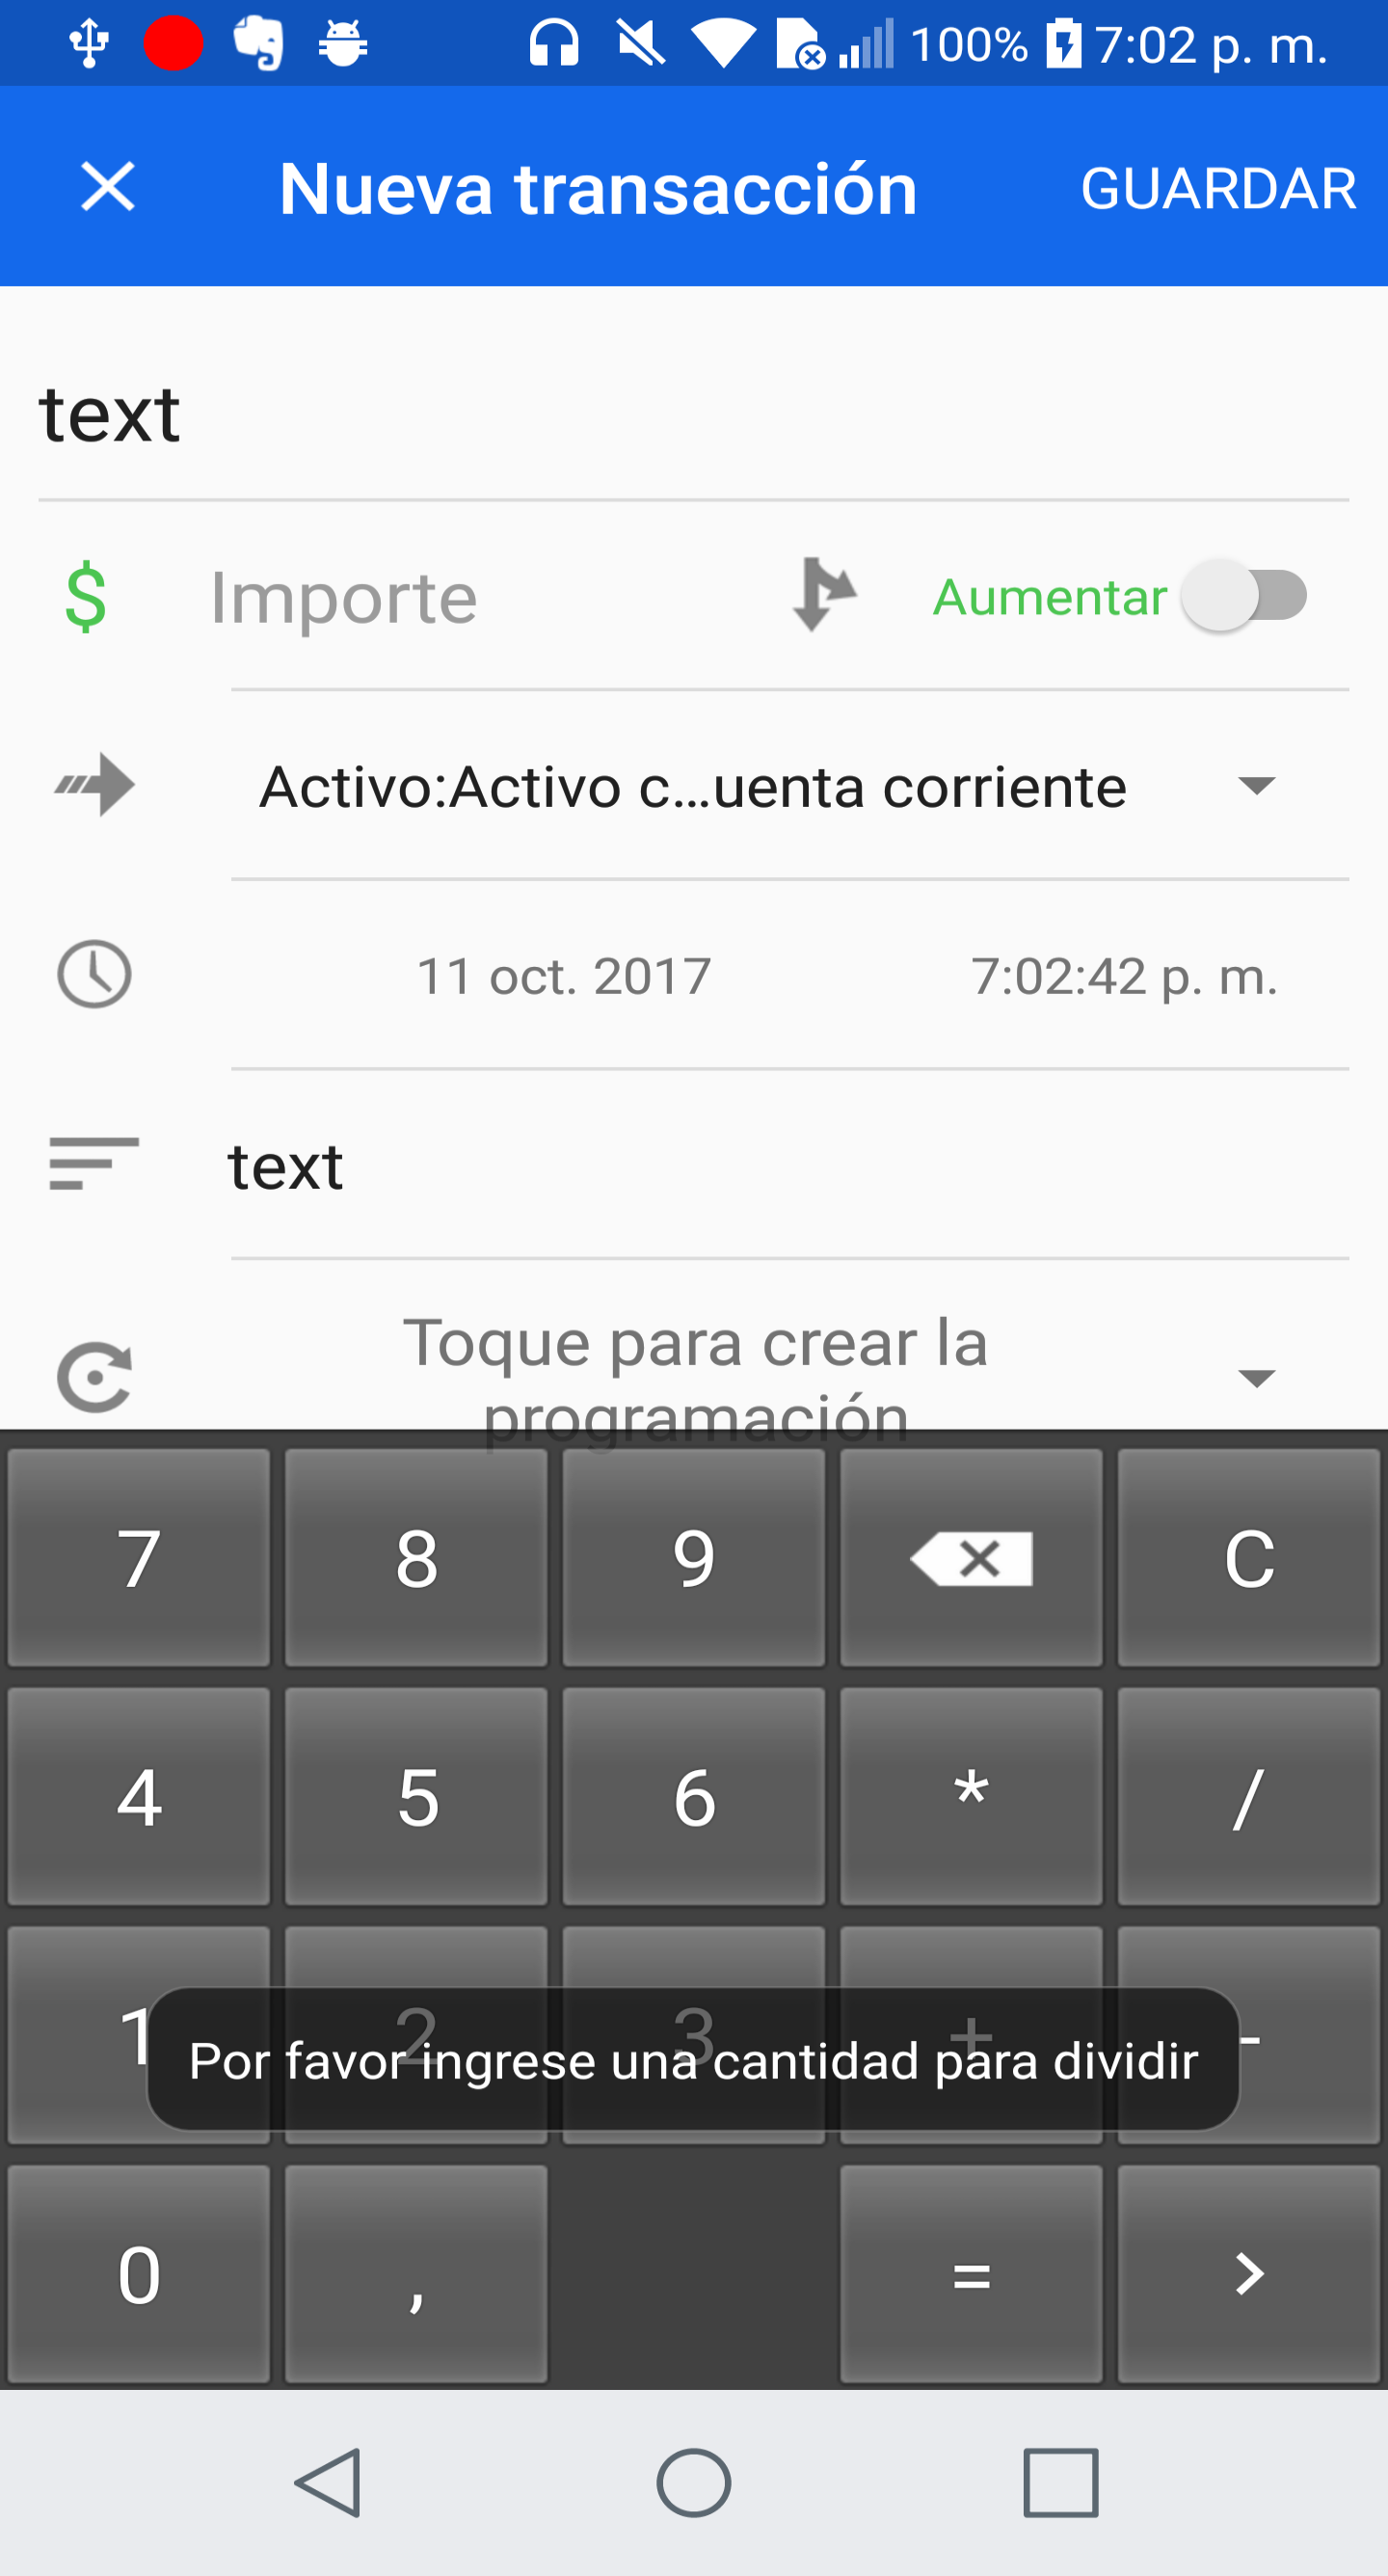 100% 7:02 p. m.
Nueva transacción GUARDAR
text
$ Importe Aumentar
Activo:Activo c...uenta corriente
11 oct. 2017 7:02:42 p. m.
text
Toque para crear la
programación
7 8 9 C
4 5 6 * /
1 2 3 + -
Por favor ingrese una cantidad para dividir
0 , = >